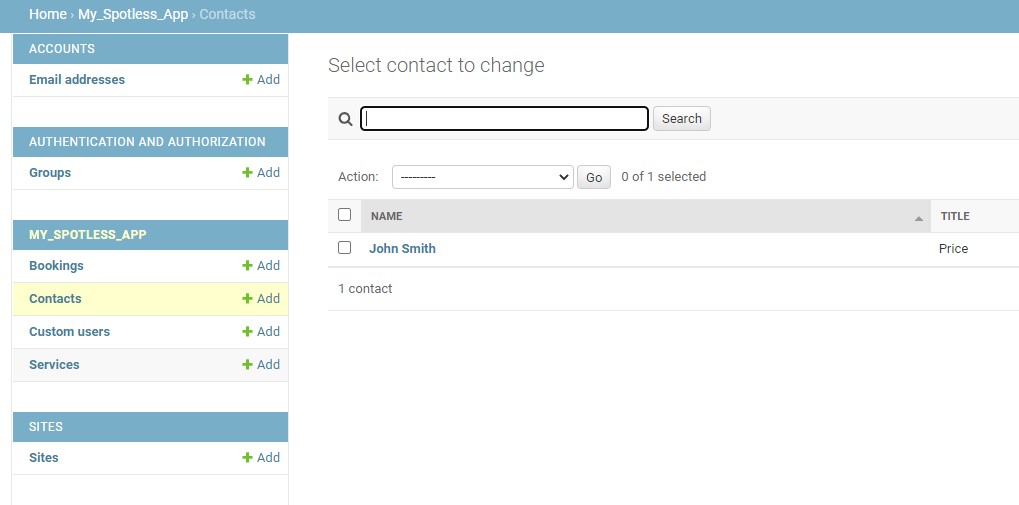 Home › My_Spotless_App › Contacts
ACCOUNTS
Email addresses + Add
AUTHENTICATION AND AUTHORIZATION
Groups + Add
MY_SPOTLESS_APP
Bookings + Add
Contacts + Add
Custom users + Add
Services + Add
SITES
Sites + Add
Select contact to change
Search
Action: --------- Go 0 of 1 selected
NAME TITLE
John Smith Price
1 contact